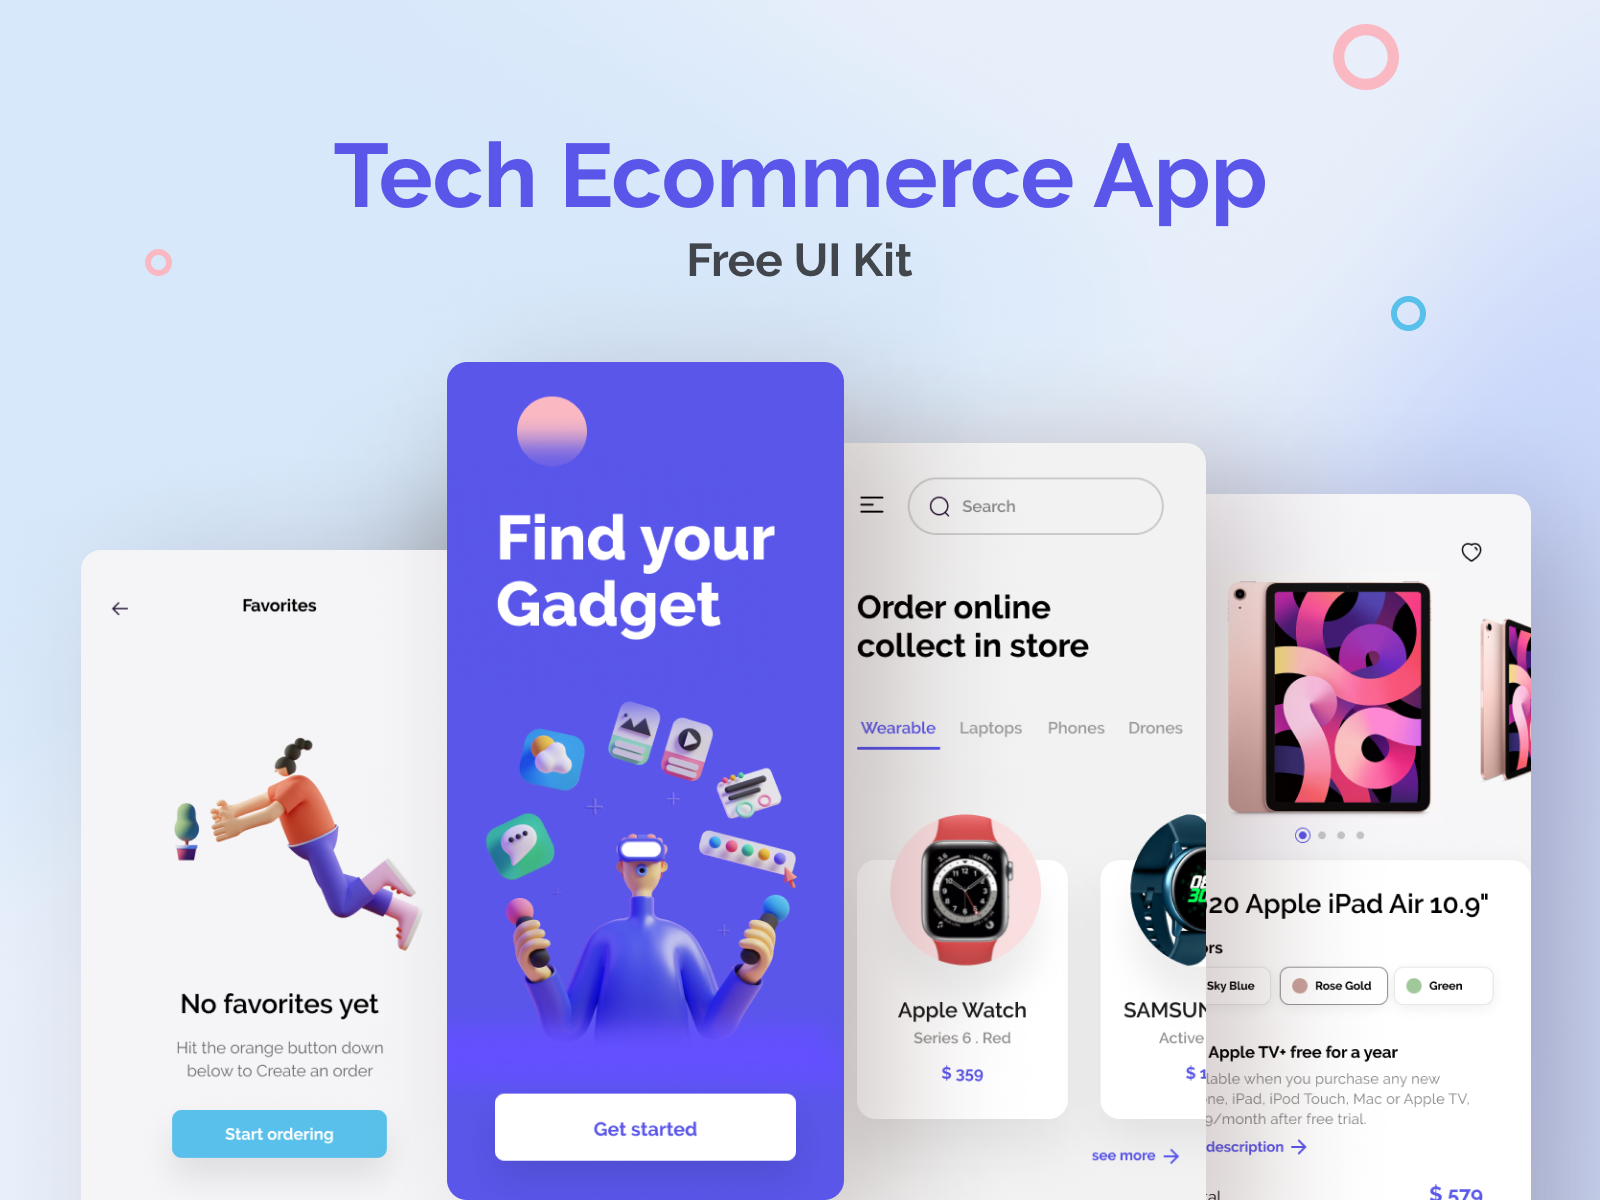 Tech Ecommerce App
Free UI Kit
Favorites
No favorites yet
Hit the orange button down
below to Create an order
Start ordering
Find your
Gadget
Get started
Search
Order online
collect in store
Wearable Laptops Phones Drones
Apple Watch
Series 6 . Red
$ 359
SAMSUN
Active
$ 1
see more
20 Apple iPad Air 10.9"
rs
Sky Blue Rose Gold Green
Apple TV+ free for a year
lable when you purchase any new
ne, iPad, iPod Touch, Mac or Apple TV,
9/month after free trial.
description
al
$ 579